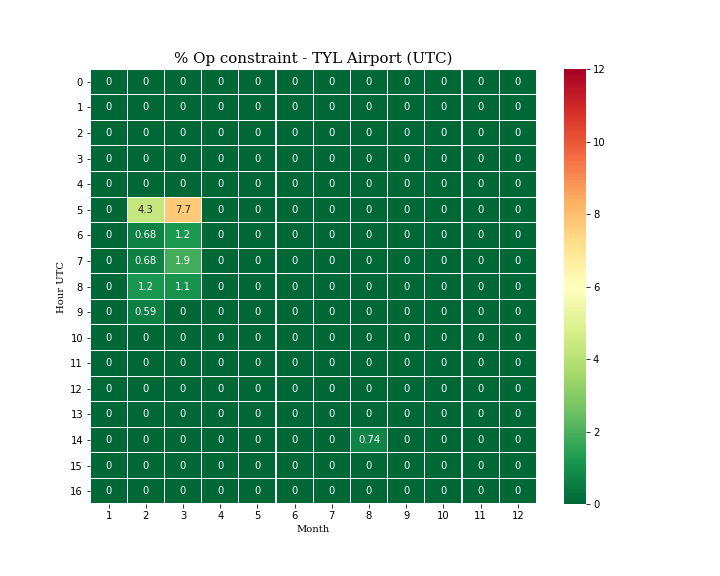 % Op constraint - TYL Airport (UTC)
0 0 0 0 0 0 0 0 0 0 0 0 0
1 0 0 0 0 0 0 0 0 0 0 0 0
2 0 0 0 0 0 0 0 0 0 0 0 0
3 0 0 0 0 0 0 0 0 0 0 0 0
4 0 0 0 0 0 0 0 0 0 0 0 0
5 0 4.3 7.7 0 0 0 0 0 0 0 0 0
6 0 0.68 1.2 0 0 0 0 0 0 0 0 0
7 0 0.68 1.9 0 0 0 0 0 0 0 0 0
8 0 1.2 1.1 0 0 0 0 0 0 0 0 0
9 0 0.59 0 0 0 0 0 0 0 0 0 0
10 0 0 0 0 0 0 0 0 0 0 0 0
11 0 0 0 0 0 0 0 0 0 0 0 0
12 0 0 0 0 0 0 0 0 0 0 0 0
13 0 0 0 0 0 0 0 0 0 0 0 0
14 0 0 0 0 0 0 0 0.74 0 0 0 0
15 0 0 0 0 0 0 0 0 0 0 0 0
16 0 0 0 0 0 0 0 0 0 0 0 0
1 2 3 4 5 6 7 8 9 10 11 12
Month
Hour UTC
12
10
8
6
4
2
0